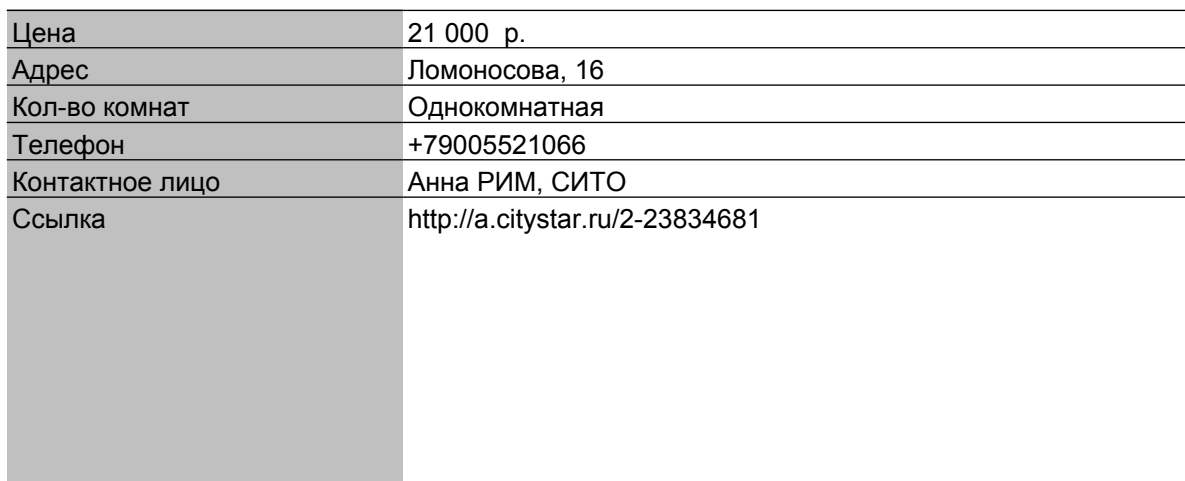 Цена 21 000 р.
Адрес Ломоносова, 16
Кол-во комнат Однокомнатная
Телефон +79005521066
Контактное лицо Анна РИМ, СИТО
Ссылка http://a.citystar.ru/2-23834681